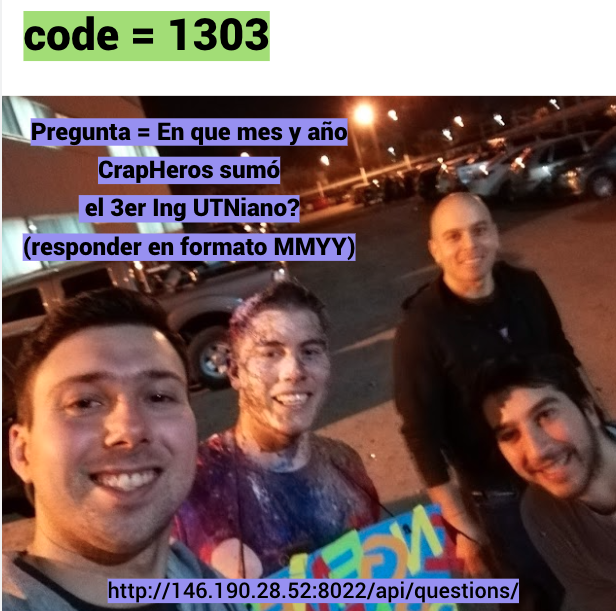 code = 1303
Pregunta = En que mes y año
CrapHeros sumó
el 3er Ing UTNiano?
(responder en formato MMYY)
http://146.190.28.52:8022/api/questions/